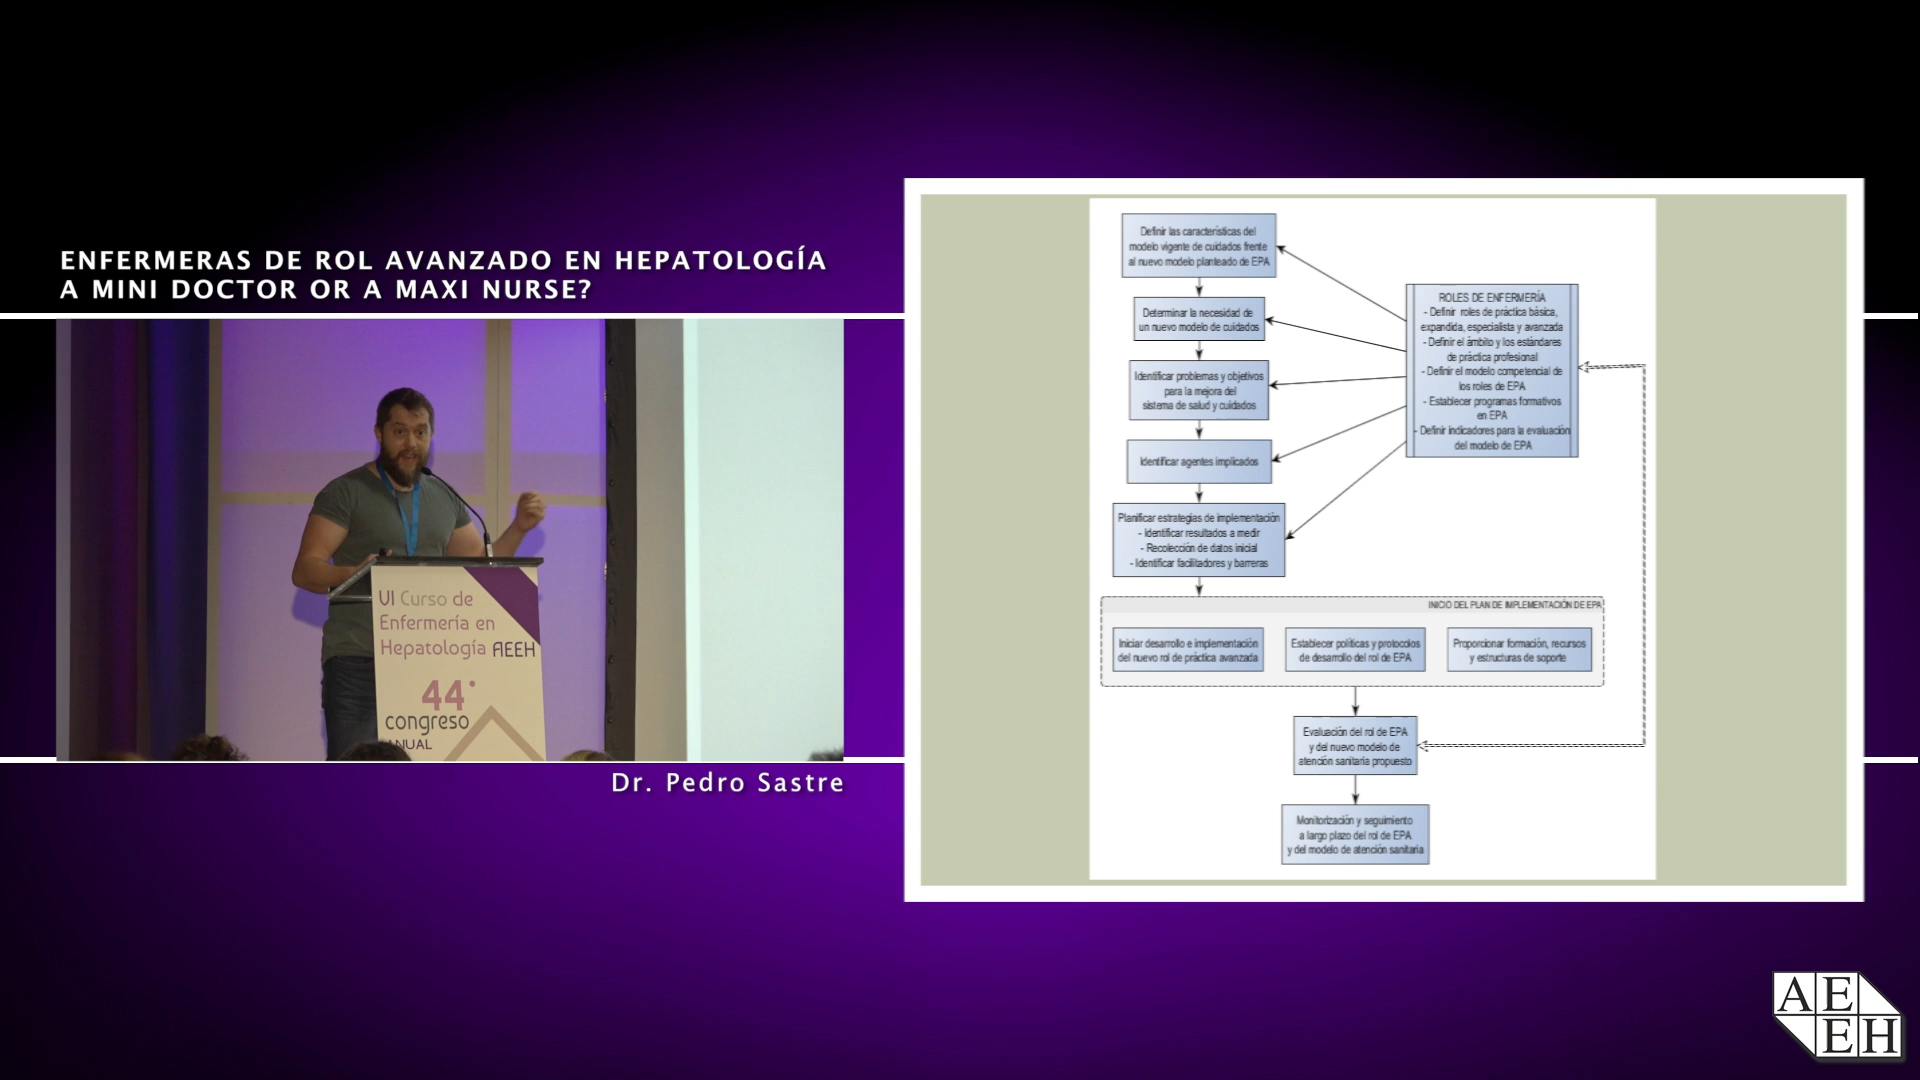 ENFERMERAS DE ROL AVANZADO EN HEPATOLOGÍA
A MINI DOCTOR OR A MAXI NURSE?
VI Curso de
Enfermería en
Hepatología AEEH
44°
congreso
ANUAL
Dr. Pedro Sastre
Definir las características del
modelo vigente de cuidados frente
al nuevo modelo planteado de EPA
Determinar la necesidad de
un nuevo modelo de cuidados
Identificar problemas y objetivos
para la mejora del
sistema de salud y cuidados
Identificar agentes implicados
Planificar estrategias de implementación
- Identificar resultados a medir
- Recolección de datos inicial
- Identificar facilitadores y barreras
ROLES DE ENFERMERÍA
- Definir roles de práctica básica,
expandida, especialista y avanzada
- Definir el ámbito y los estándares
de práctica profesional
- Definir el modelo competencial de
los roles de EPA
- Establecer programas formativos
en EPA
- Definir indicadores para la evaluación
del modelo de EPA
INICIO DEL PLAN DE IMPLEMENTACIÓN DE EPA
Iniciar desarrollo e implementación
del nuevo rol de práctica avanzada
Establecer políticas y protocolos
de desarrollo del rol de EPA
Proporcionar formación, recursos
y estructuras de soporte
Evaluación del rol de EPA
y del nuevo modelo de
atención sanitaria propuesto
Monitorización y seguimiento
a largo plazo del rol de EPA
y del modelo de atención sanitaria
AE
EH